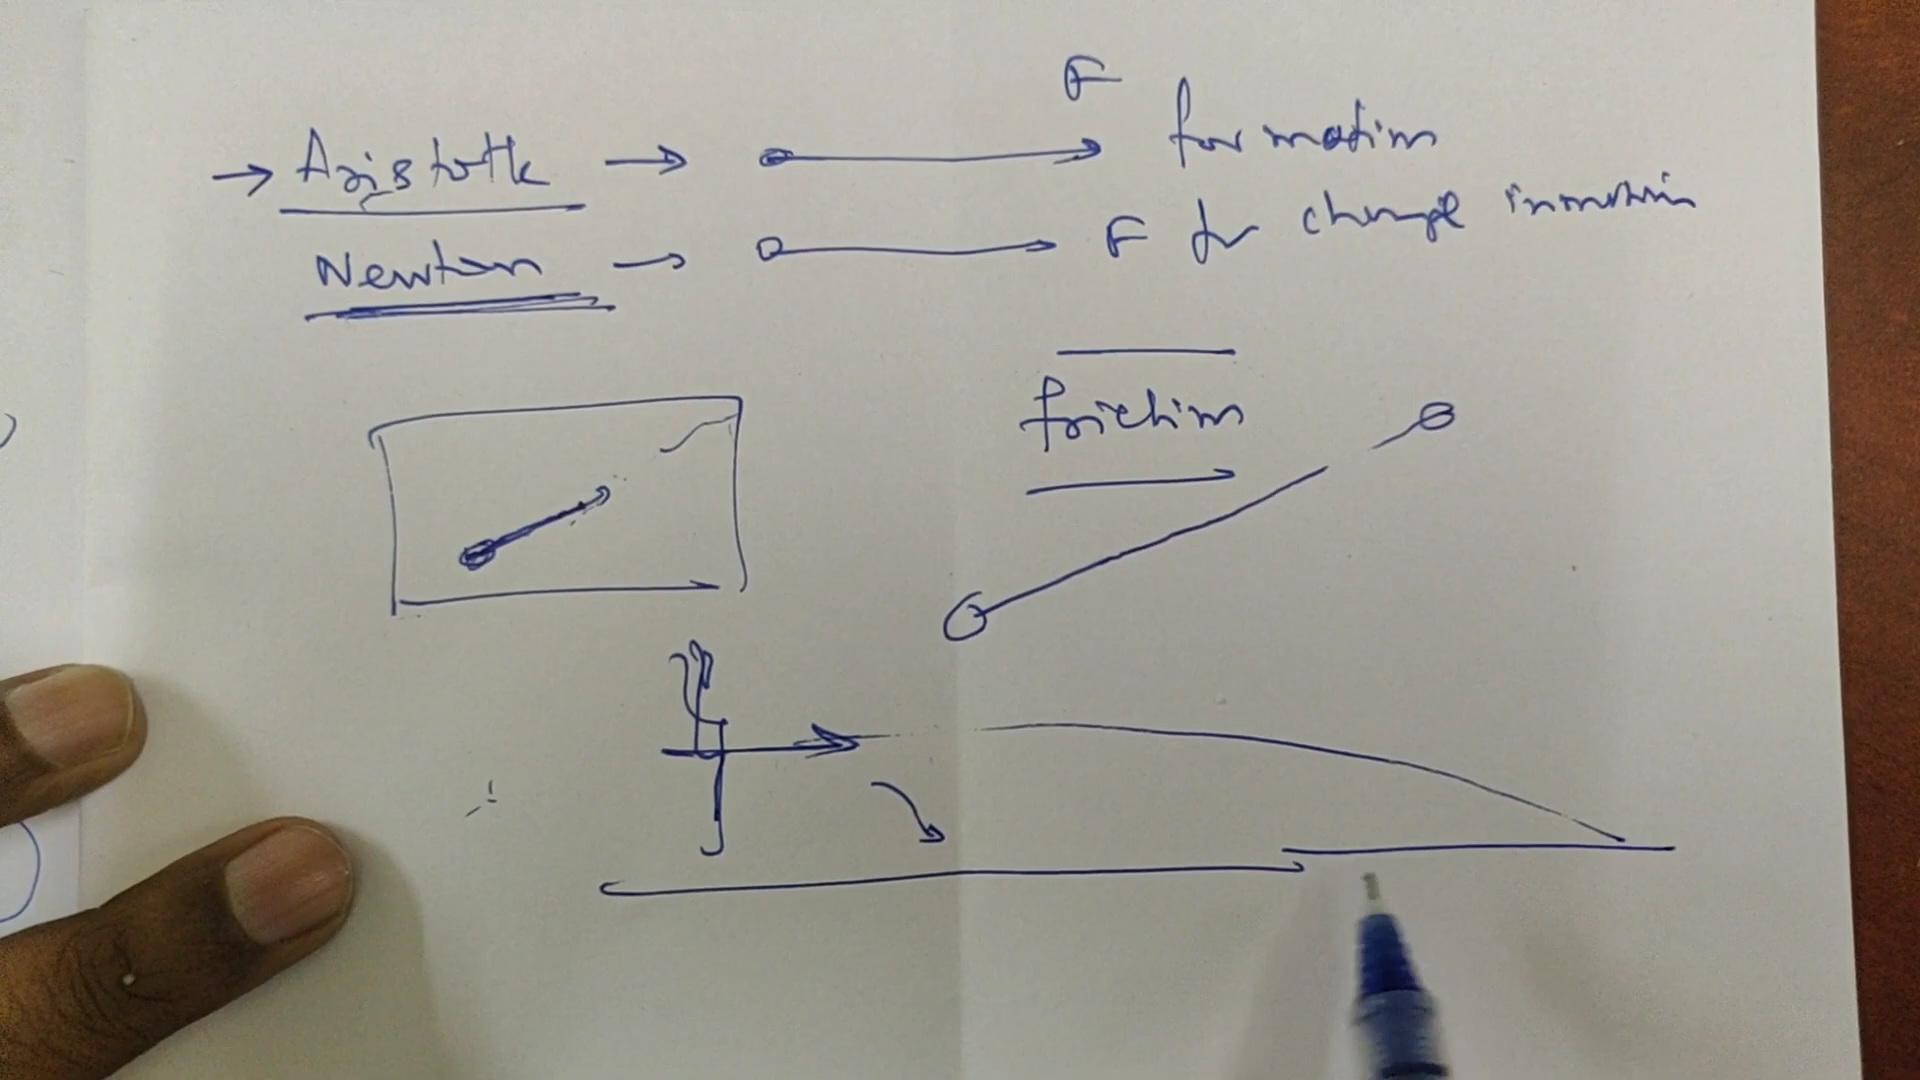 → Aristotle → F for motion
Newton → F for change in motion
friction